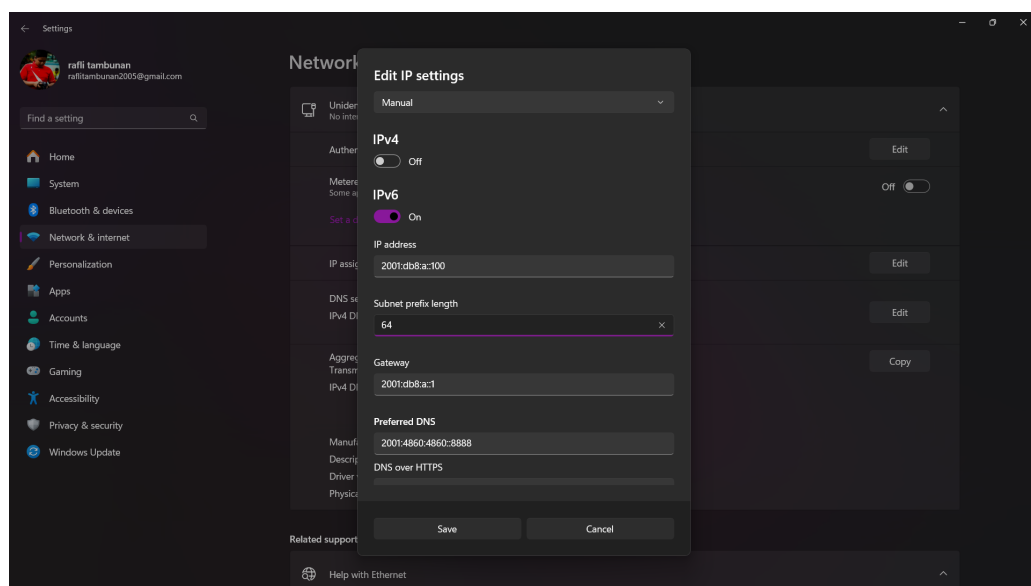 Settings
rafli tambunan
raflitambunan2005@gmail.com
Find a setting
Home
System
Bluetooth & devices
Network & internet
Personalization
Apps
Accounts
Time & language
Gaming
Accessibility
Privacy & security
Windows Update
Network
Edit
Off
Edit
Edit
Copy
IPv4
Related support
Help with Ethernet
Edit IP settings
Manual
IPv4
Off
IPv6
On
IP address
2001:db8:a::100
Subnet prefix length
64
Gateway
2001:db8:a::1
Preferred DNS
2001:4860:4860::8888
DNS over HTTPS
Save
Cancel